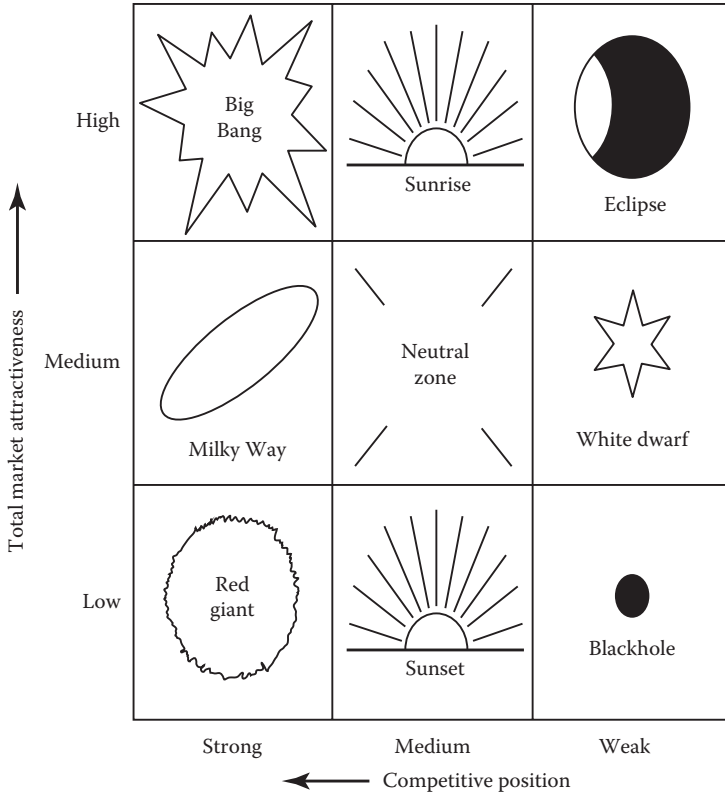 Big
Bang
High
Sunrise
Eclipse
Total market attractiveness
Medium
Neutral
zone
Milky Way
White dwarf
Red
giant
Low
Sunset
Blackhole
Strong
Medium
Weak
Competitive position